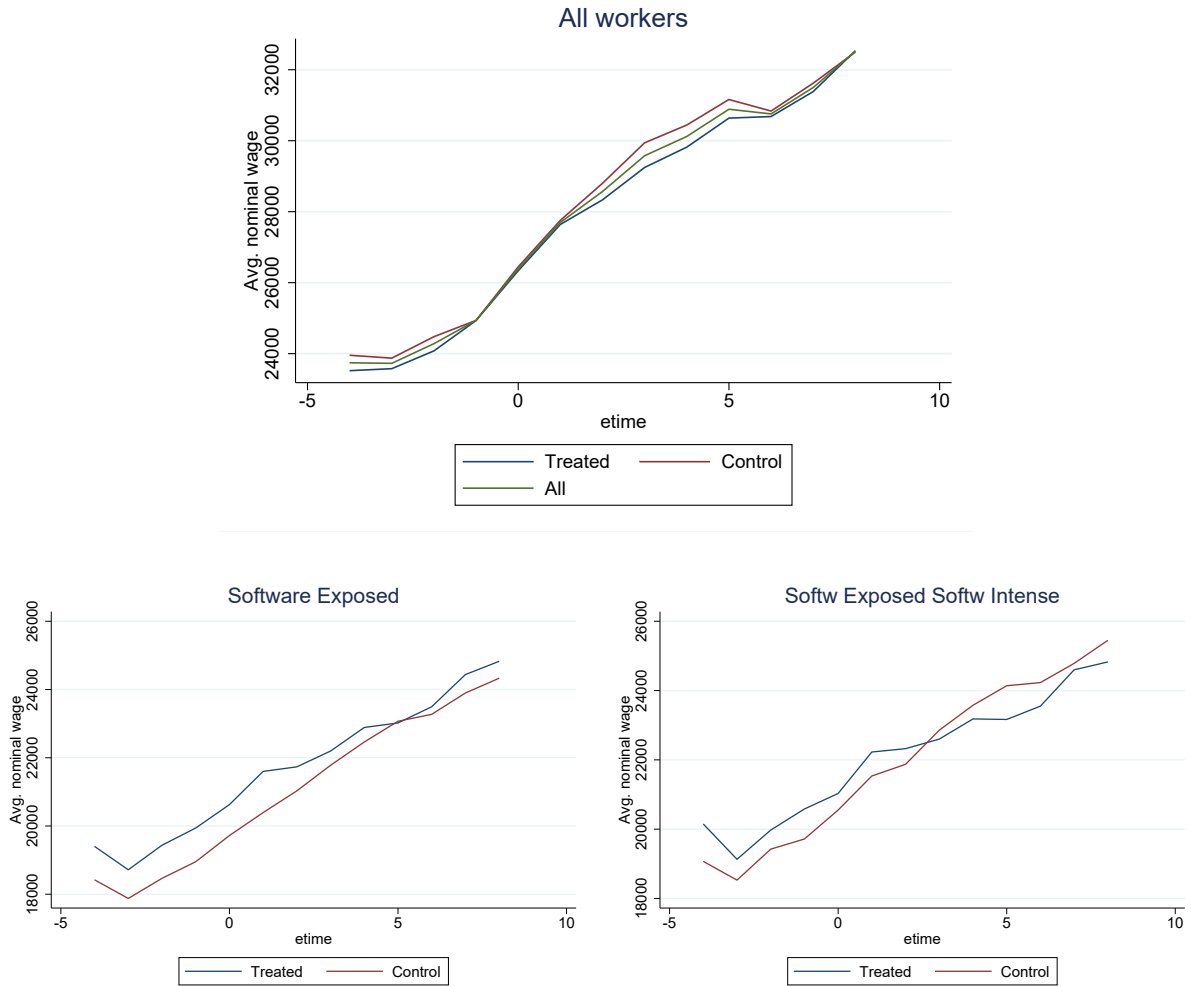 All workers
Avg. nominal wage
32000
30000
28000
26000
24000
-5 0 5 10
etime
Treated Control
All
Software Exposed
Avg. nominal wage
26000
24000
22000
20000
18000
-5 0 5 10
etime
Treated Control
Softw Exposed Softw Intense
Avg. nominal wage
26000
24000
22000
20000
18000
-5 0 5 10
etime
Treated Control